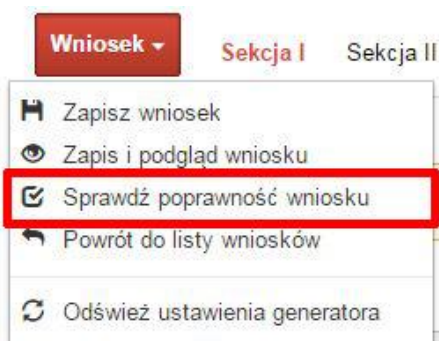 Wniosek Sekcja I Sekcja II
Zapisz wniosek
Zapis i podgląd wniosku
Sprawdź poprawność wniosku
Powrót do listy wniosków
Odśwież ustawienia generatora